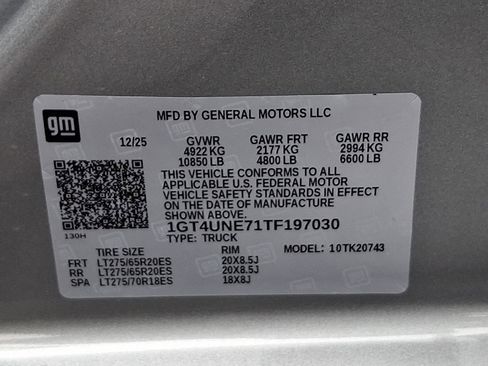 gm
MFD BY GENERAL MOTORS LLC
12/25 GVWR GAWR FRT GAWR RR
4922 KG 2177 KG 2994 KG
10850 LB 4800 LB 6600 LB
THIS VEHICLE CONFORMS TO ALL
APPLICABLE U.S. FEDERAL MOTOR
VEHICLE SAFETY STANDARDS IN EFFECT
ON THE DATE OF MANUFACTURE
SHOWN ABOVE.
1GT4UNE71TF197030
130H TYPE: TRUCK
TIRE SIZE RIM MODEL: 10TK20743
FRT LT275/65R20ES 20X8.5J
RR LT275/65R20ES 20X8.5J
SPA LT275/70R18ES 18X8J